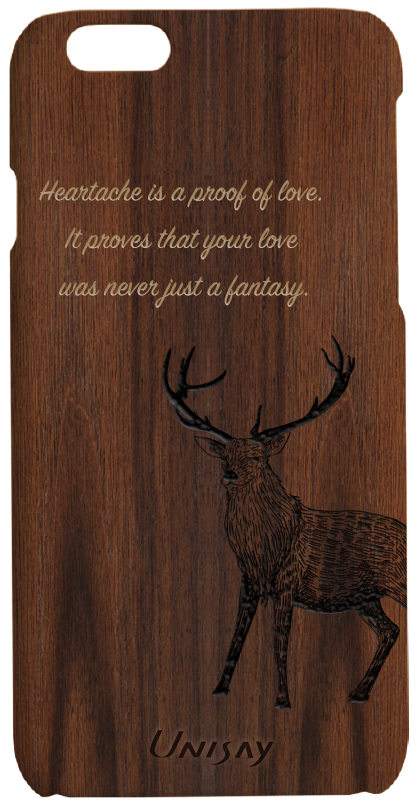 Heartache is a proof of love.
It proves that your love
was never just a fantasy.
UNISAY